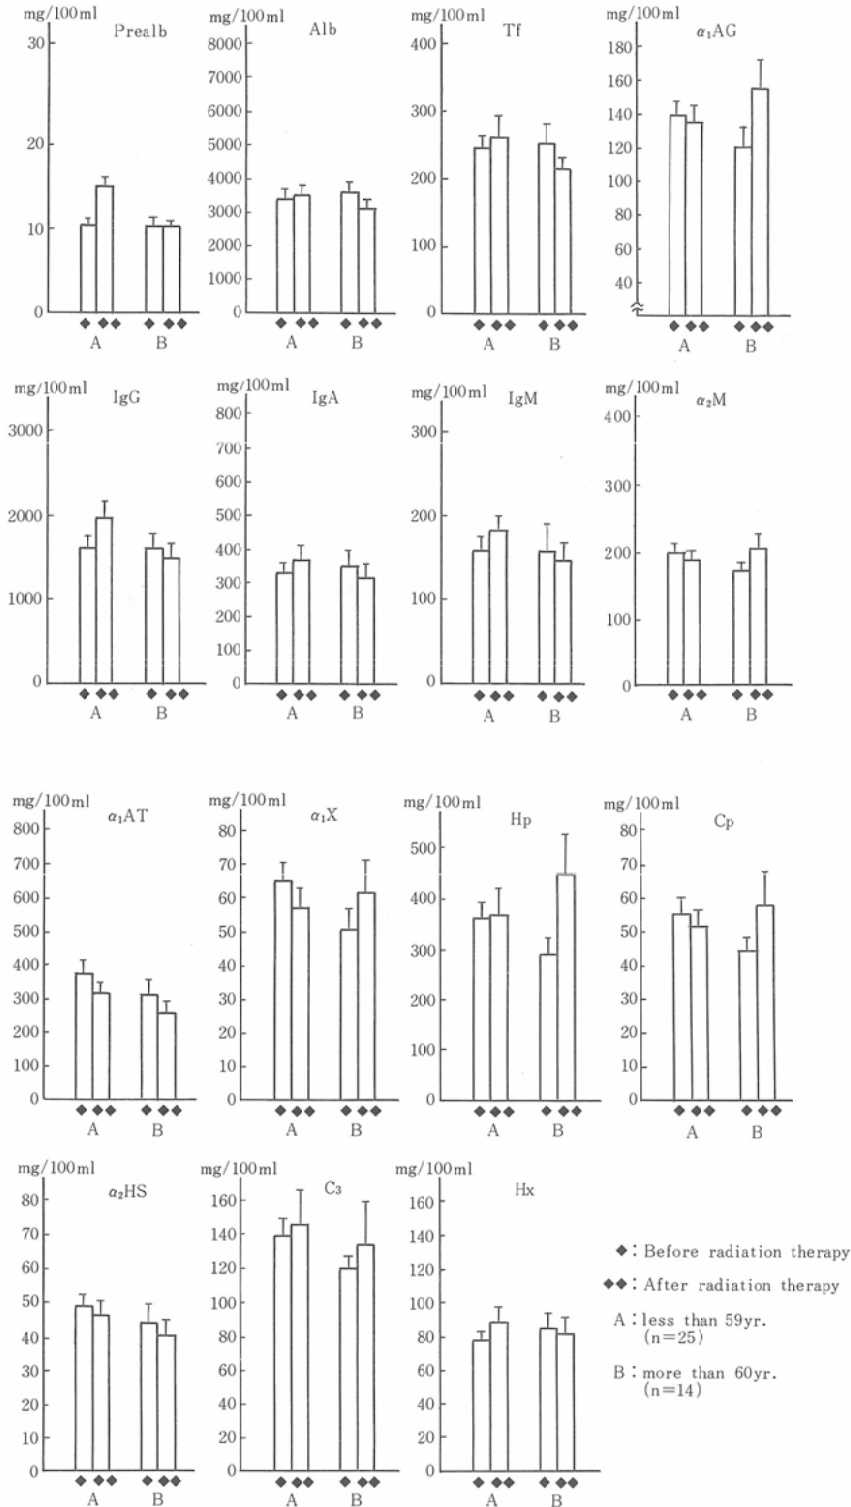 mg/100ml
Prealb
30
20
10
0
◆ ◆◆ ◆ ◆◆
A B
mg/100ml
Alb
8000
7000
6000
5000
4000
3000
2000
1000
0
◆ ◆◆ ◆ ◆◆
A B
mg/100ml
Tf
400
300
200
100
0
◆ ◆◆ ◆ ◆◆
A B
mg/100ml
α₁AG
180
160
140
120
100
80
60
40
◆ ◆◆ ◆ ◆◆
A B
mg/100ml
IgG
3000
2000
1000
0
◆ ◆◆ ◆ ◆◆
A B
mg/100ml
IgA
800
700
600
500
400
300
200
100
0
◆ ◆◆ ◆ ◆◆
A B
mg/100ml
IgM
300
200
100
0
◆ ◆◆ ◆ ◆◆
A B
mg/100ml
α₂M
400
300
200
100
0
◆ ◆◆ ◆ ◆◆
A B
mg/100ml
α₁AT
800
700
600
500
400
300
200
100
0
◆ ◆◆ ◆ ◆◆
A B
mg/100ml
α₁X
80
70
60
50
40
30
20
10
0
◆ ◆◆ ◆ ◆◆
A B
mg/100ml
Hp
500
400
300
200
100
0
◆ ◆◆ ◆ ◆◆
A B
mg/100ml
Cp
80
70
60
50
40
30
20
10
0
◆ ◆◆ ◆ ◆◆
A B
mg/100ml
α₂HS
80
70
60
50
40
30
20
10
0
◆ ◆◆ ◆ ◆◆
A B
mg/100ml
C₃
160
140
120
100
80
60
40
20
0
◆ ◆◆ ◆ ◆◆
A B
mg/100ml
Hx
160
140
120
100
80
60
40
20
0
◆ ◆◆ ◆ ◆◆
A B
◆ : Before radiation therapy
◆◆ : After radiation therapy
A : less than 59yr.
(n=25)
B : more than 60yr.
(n=14)